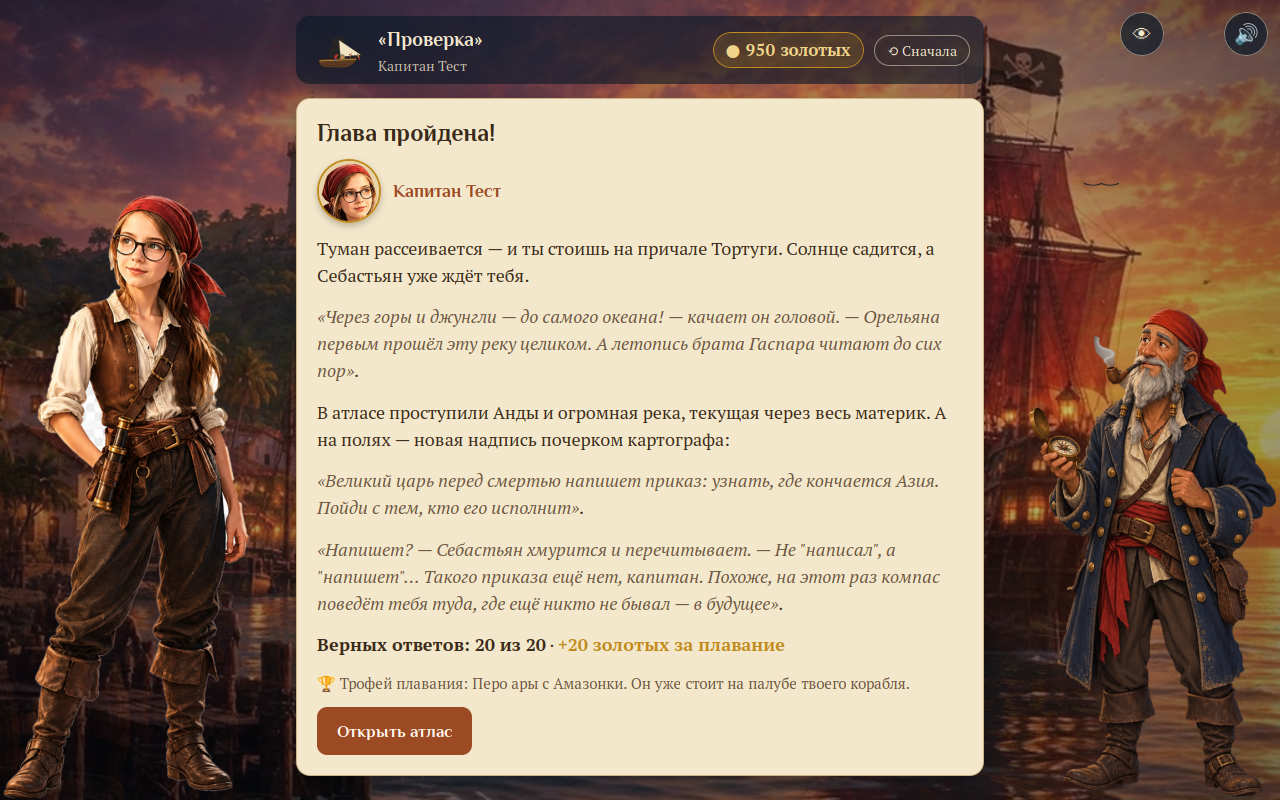 «Проверка»
Капитан Тест
950 золотых
⟲ Сначала
Глава пройдена!
Капитан Тест
Туман рассеивается — и ты стоишь на причале Тортуги. Солнце садится, а
Себастьян уже ждёт тебя.
«Через горы и джунгли — до самого океана! — качает он головой. — Орельяна
первым прошёл эту реку целиком. А летопись брата Гаспара читают до сих
пор».
В атласе проступили Анды и огромная река, текущая через весь материк. А
на полях — новая надпись почерком картографа:
«Великий царь перед смертью напишет приказ: узнать, где кончается Азия.
Пойди с тем, кто его исполнит».
«Напишет? — Себастьян хмурится и перечитывает. — Не "написал", а
"напишет"… Такого приказа ещё нет, капитан. Похоже, на этот раз компас
поведёт тебя туда, где ещё никто не бывал — в будущее».
Верных ответов: 20 из 20 · +20 золотых за плавание
🏆 Трофей плавания: Перо ары с Амазонки. Он уже стоит на палубе твоего корабля.
Открыть атлас